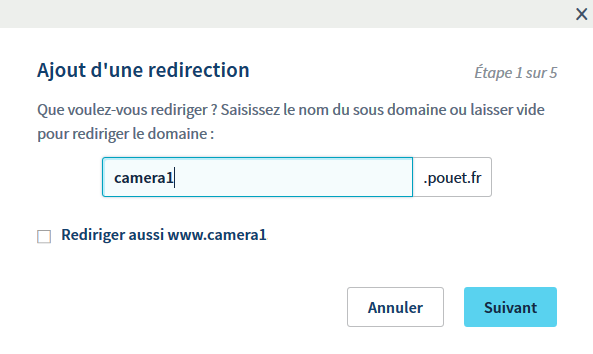 Ajout d'une redirection
Étape 1 sur 5
Que voulez-vous rediriger ? Saisissez le nom du sous domaine ou laisser vide
pour rediriger le domaine :
camera1 .pouet.fr
Rediriger aussi www.camera1
Annuler Suivant